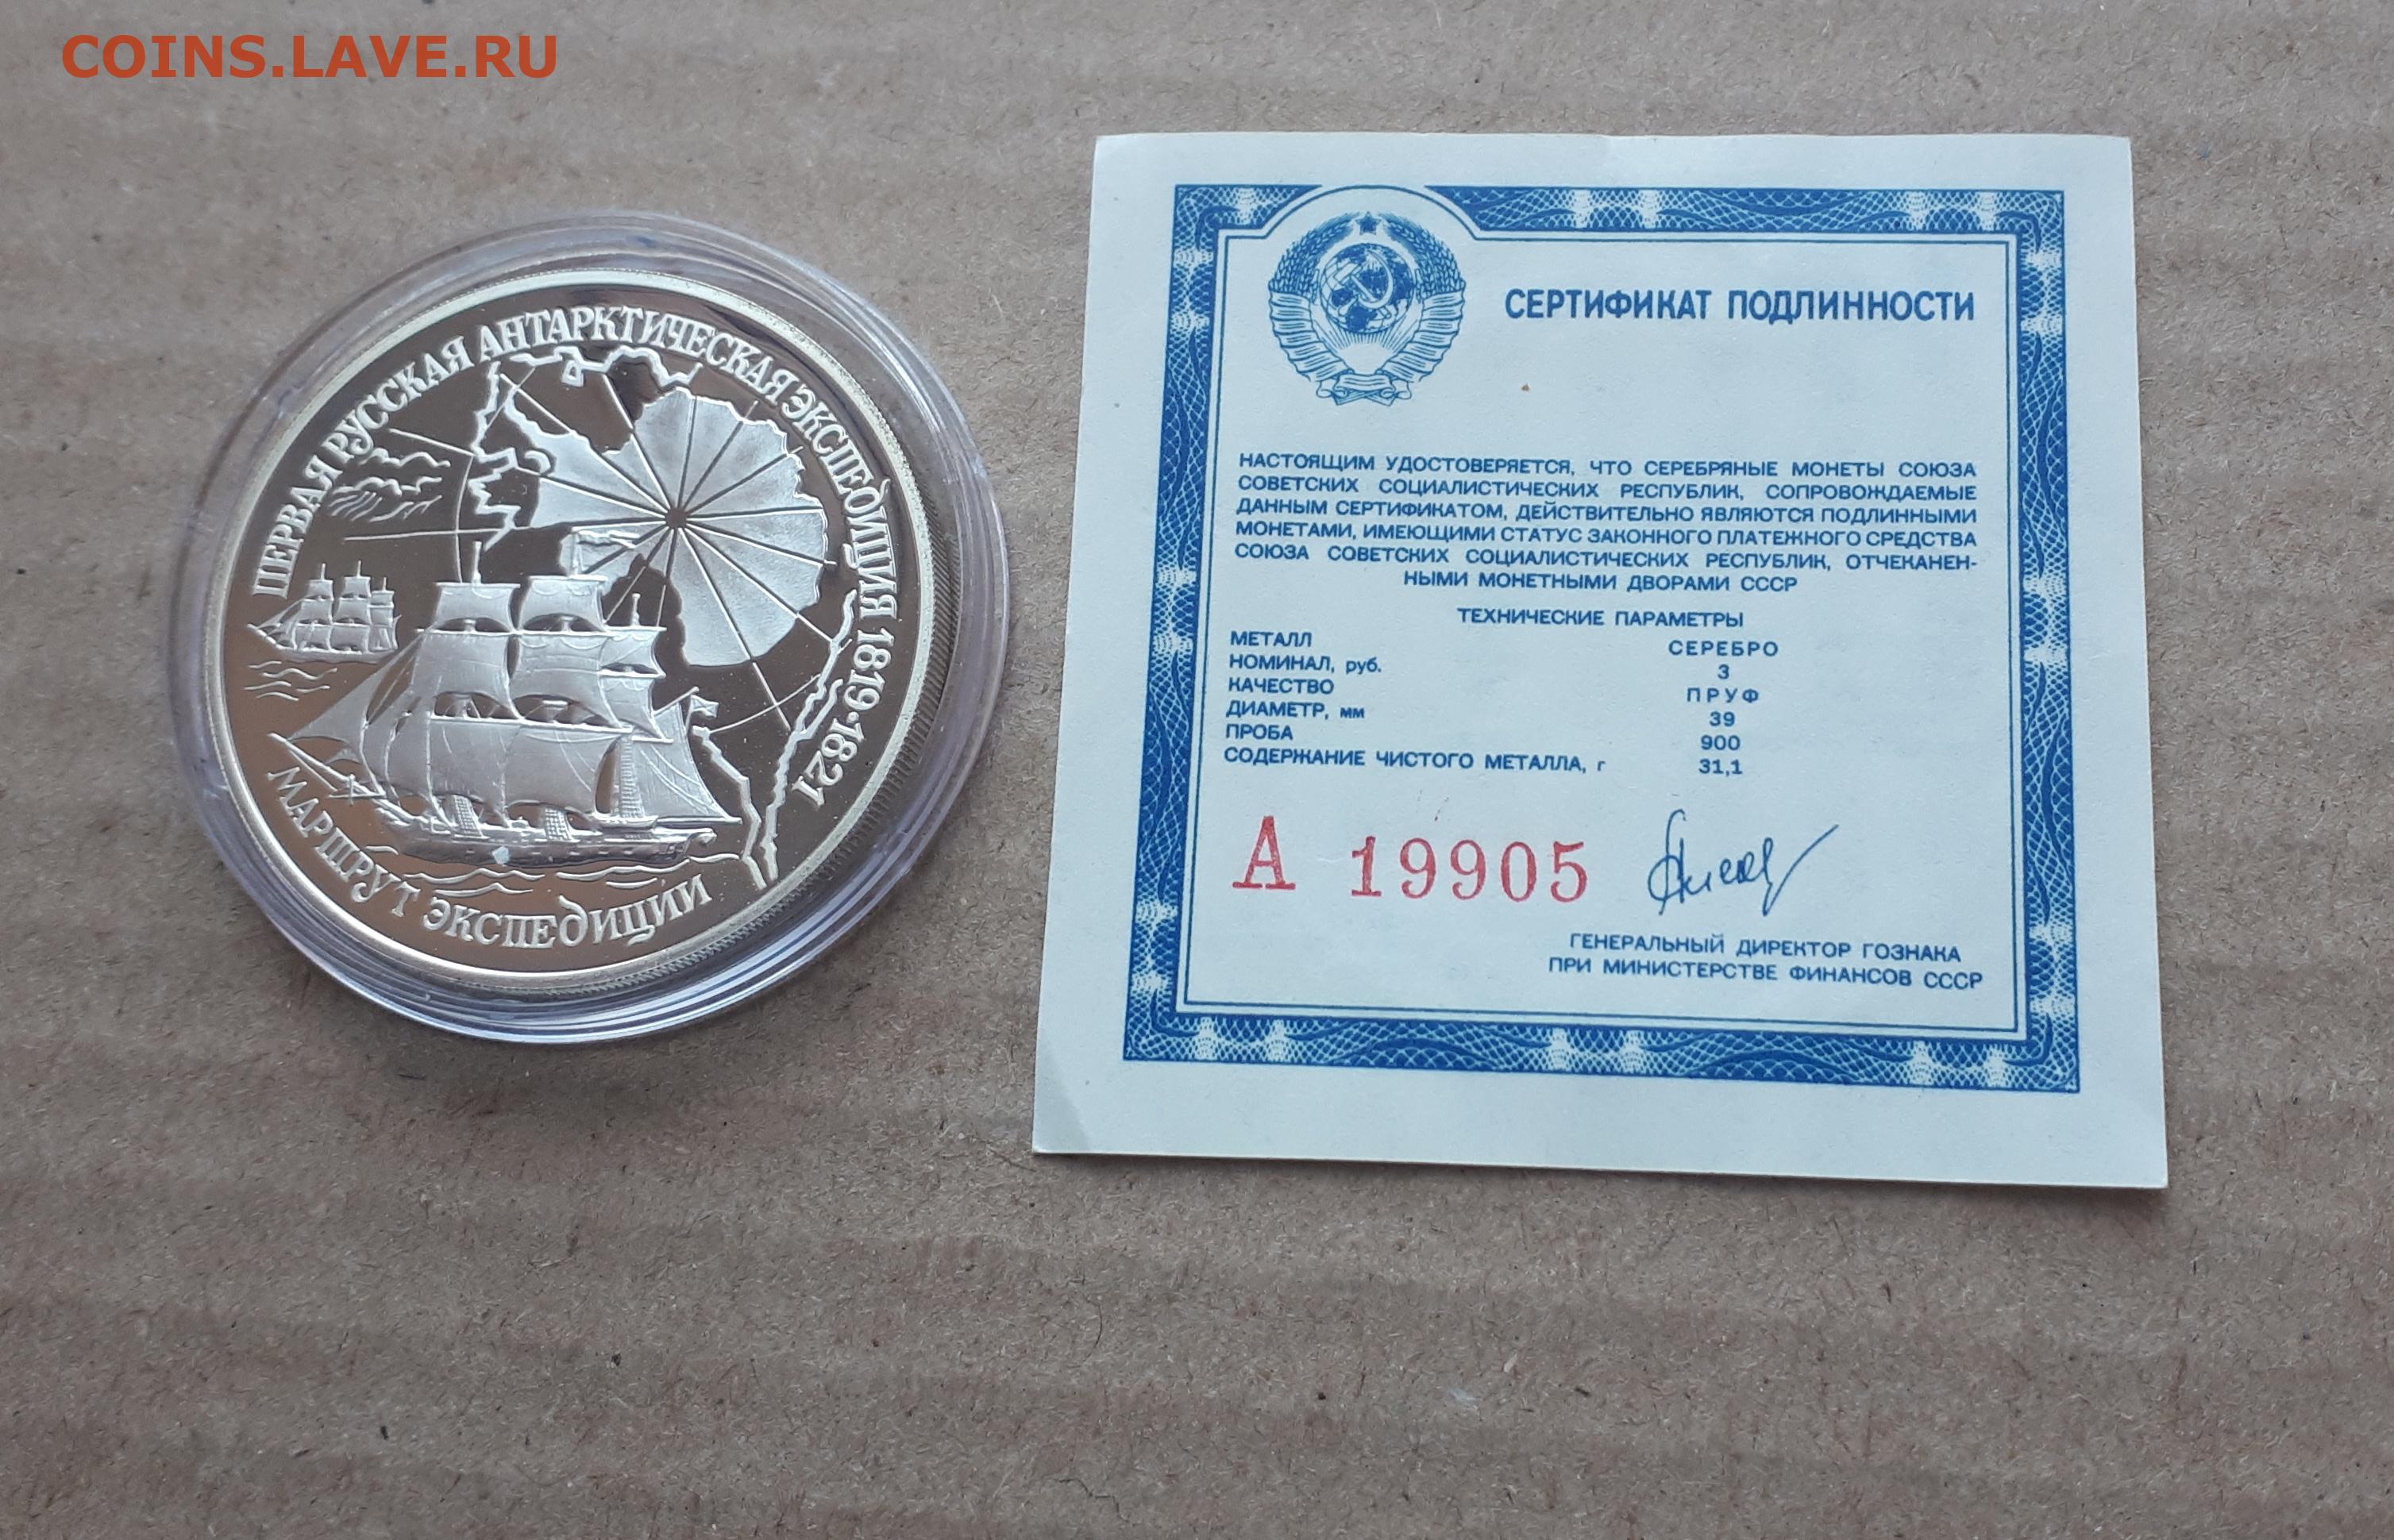 COINS.LAVE.RU
ПЕРВАЯ РУССКАЯ АНТАРКТИЧЕСКАЯ ЭКСПЕДИЦИЯ 1819-1821
МАРШРУТ ЭКСПЕДИЦИИ
СЕРТИФИКАТ ПОДЛИННОСТИ
НАСТОЯЩИМ УДОСТОВЕРЯЕТСЯ, ЧТО СЕРЕБРЯНЫЕ МОНЕТЫ СОЮЗА
СОВЕТСКИХ СОЦИАЛИСТИЧЕСКИХ РЕСПУБЛИК, СОПРОВОЖДАЕМЫЕ
ДАННЫМ СЕРТИФИКАТОМ, ДЕЙСТВИТЕЛЬНО ЯВЛЯЮТСЯ ПОДЛИННЫМИ
МОНЕТАМИ, ИМЕЮЩИМИ СТАТУС ЗАКОННОГО ПЛАТЕЖНОГО СРЕДСТВА
СОЮЗА СОВЕТСКИХ СОЦИАЛИСТИЧЕСКИХ РЕСПУБЛИК, ОТЧЕКАНЕН-
НЫМИ МОНЕТНЫМИ ДВОРАМИ СССР
ТЕХНИЧЕСКИЕ ПАРАМЕТРЫ
МЕТАЛЛ СЕРЕБРО
НОМИНАЛ, руб. 3
КАЧЕСТВО ПРУФ
ДИАМЕТР, мм 39
ПРОБА 900
СОДЕРЖАНИЕ ЧИСТОГО МЕТАЛЛА, г 31,1
А 19905
ГЕНЕРАЛЬНЫЙ ДИРЕКТОР ГОЗНАКА
ПРИ МИНИСТЕРСТВЕ ФИНАНСОВ СССР